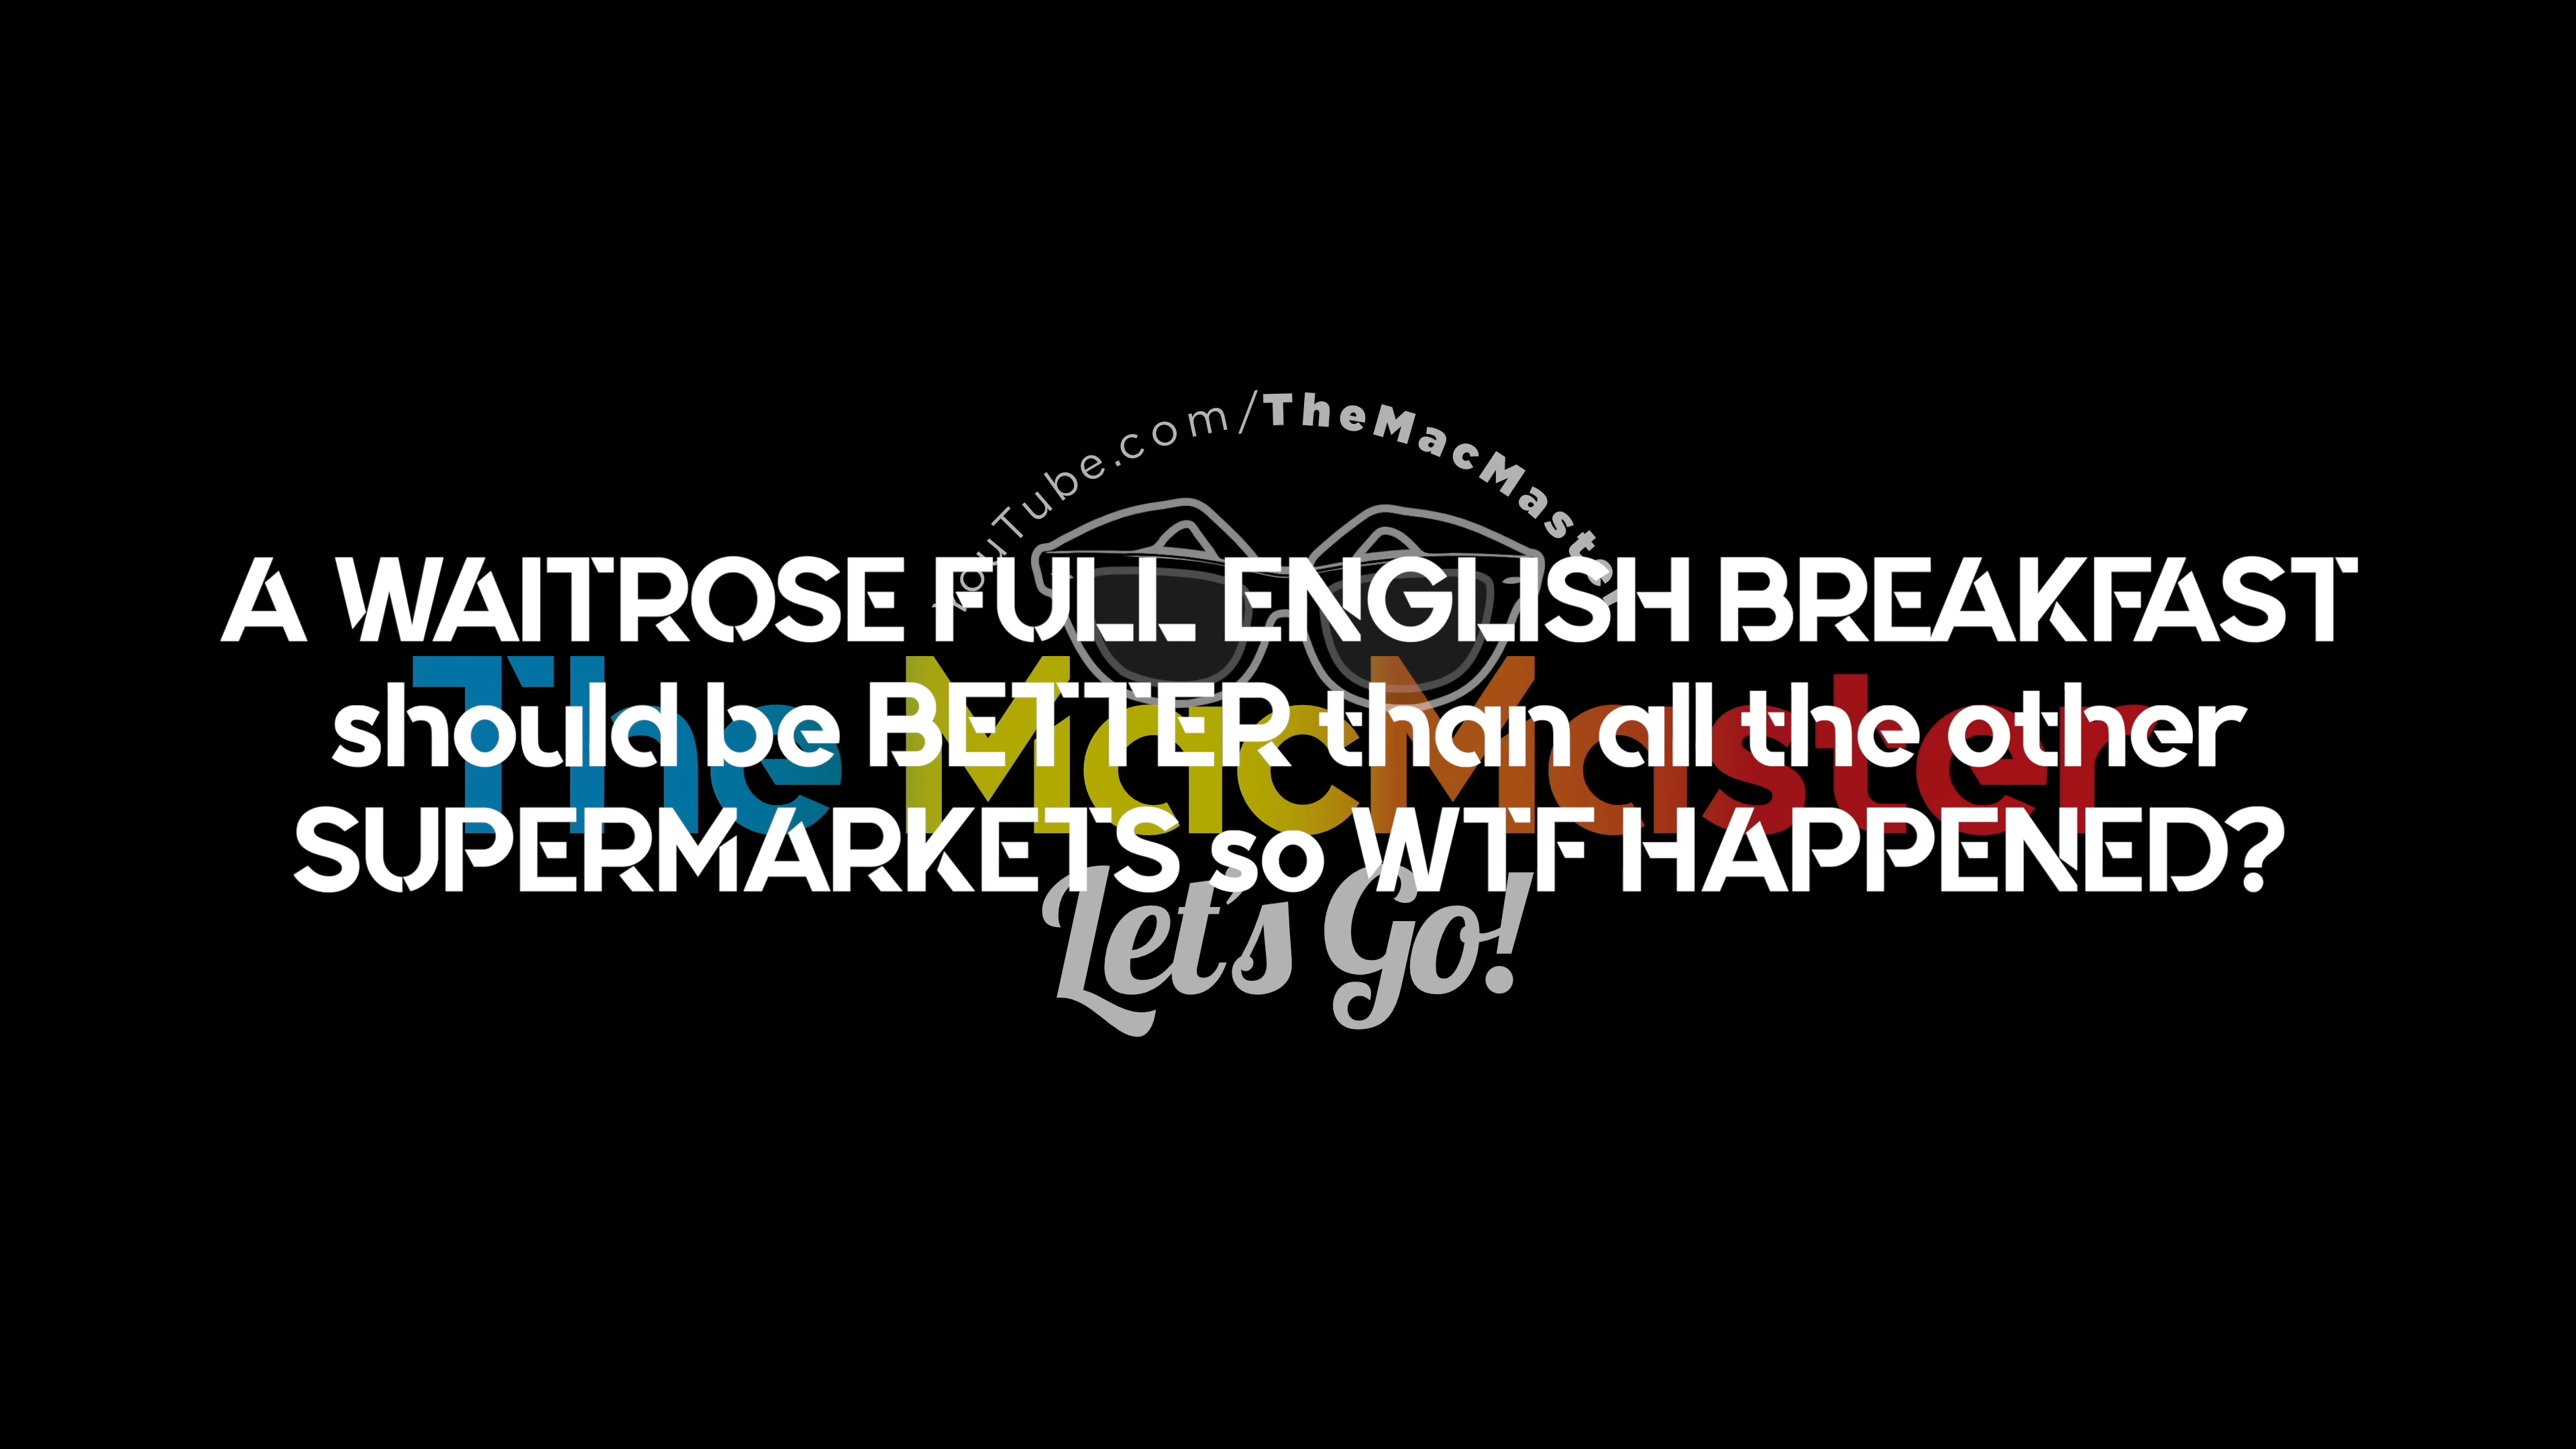 YouTube.com/TheMacMaster
A WAITROSE FULL ENGLISH BREAKFAST
should be BETTER than all the other
The MacMaster
SUPERMARKETS so WTF HAPPENED?
Let's Go!